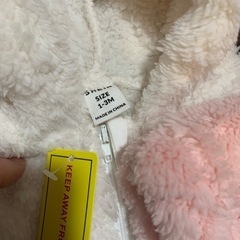 SIZE
1-3M
MADE IN CHINA
KEEP AWAY FR